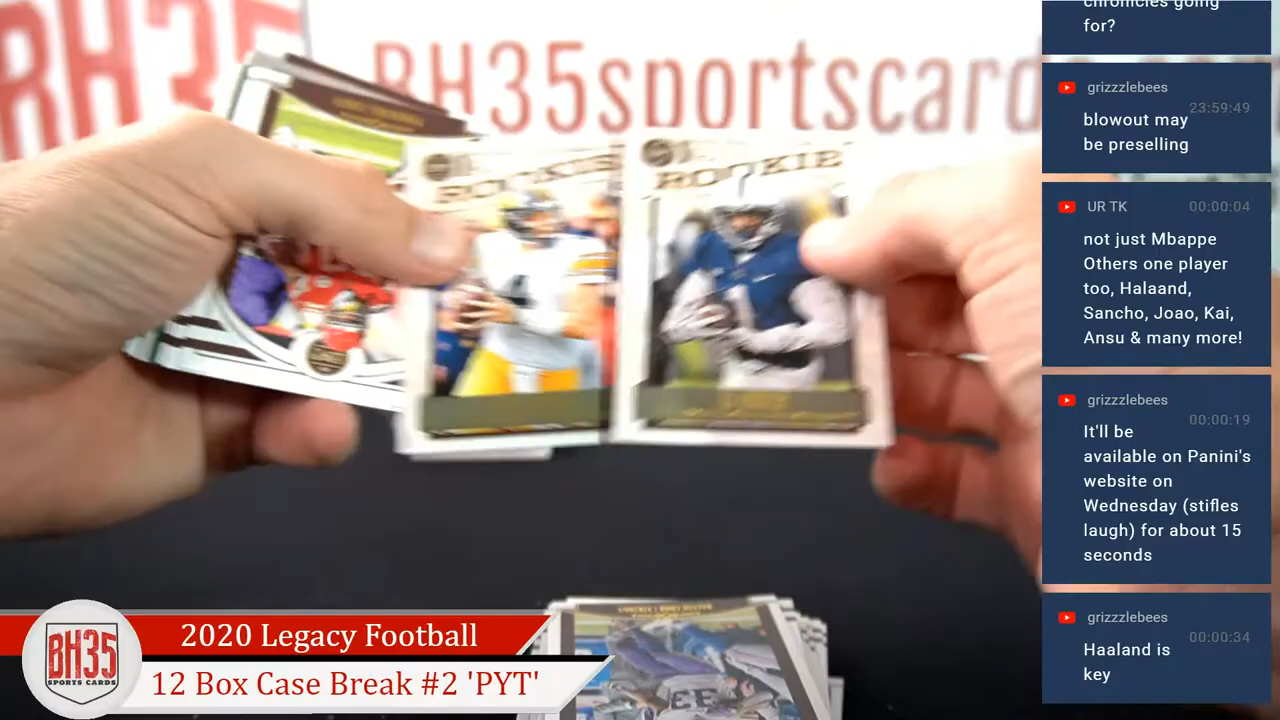 BH35
BH35sportscard
ROOKIE
ROOKIE
4
1
chronicles going
for?
grizzzlebees
23:59:49
blowout may
be preselling
UR TK
00:00:04
not just Mbappe
Others one player
too, Halaand,
Sancho, Joao, Kai,
Ansu & many more!
grizzzlebees
00:00:19
It'll be
available on Panini's
website on
Wednesday (stifles
laugh) for about 15
seconds
grizzzlebees
00:00:34
Haaland is
key
2020 Legacy Football
12 Box Case Break #2 'PYT'
BH35
SPORTS CARDS